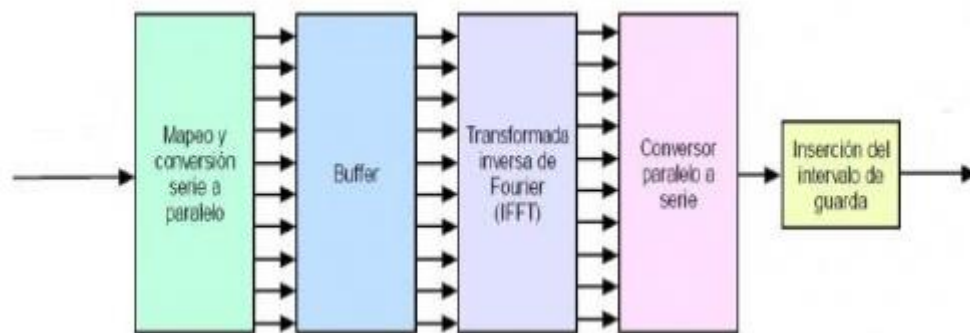 Mapeo y
conversión
serie a
paralelo
Buffer
Transformada
inversa de
Fourier
(IFFT)
Conversor
paralelo a
serie
Inserción del
intervalo de
guarda